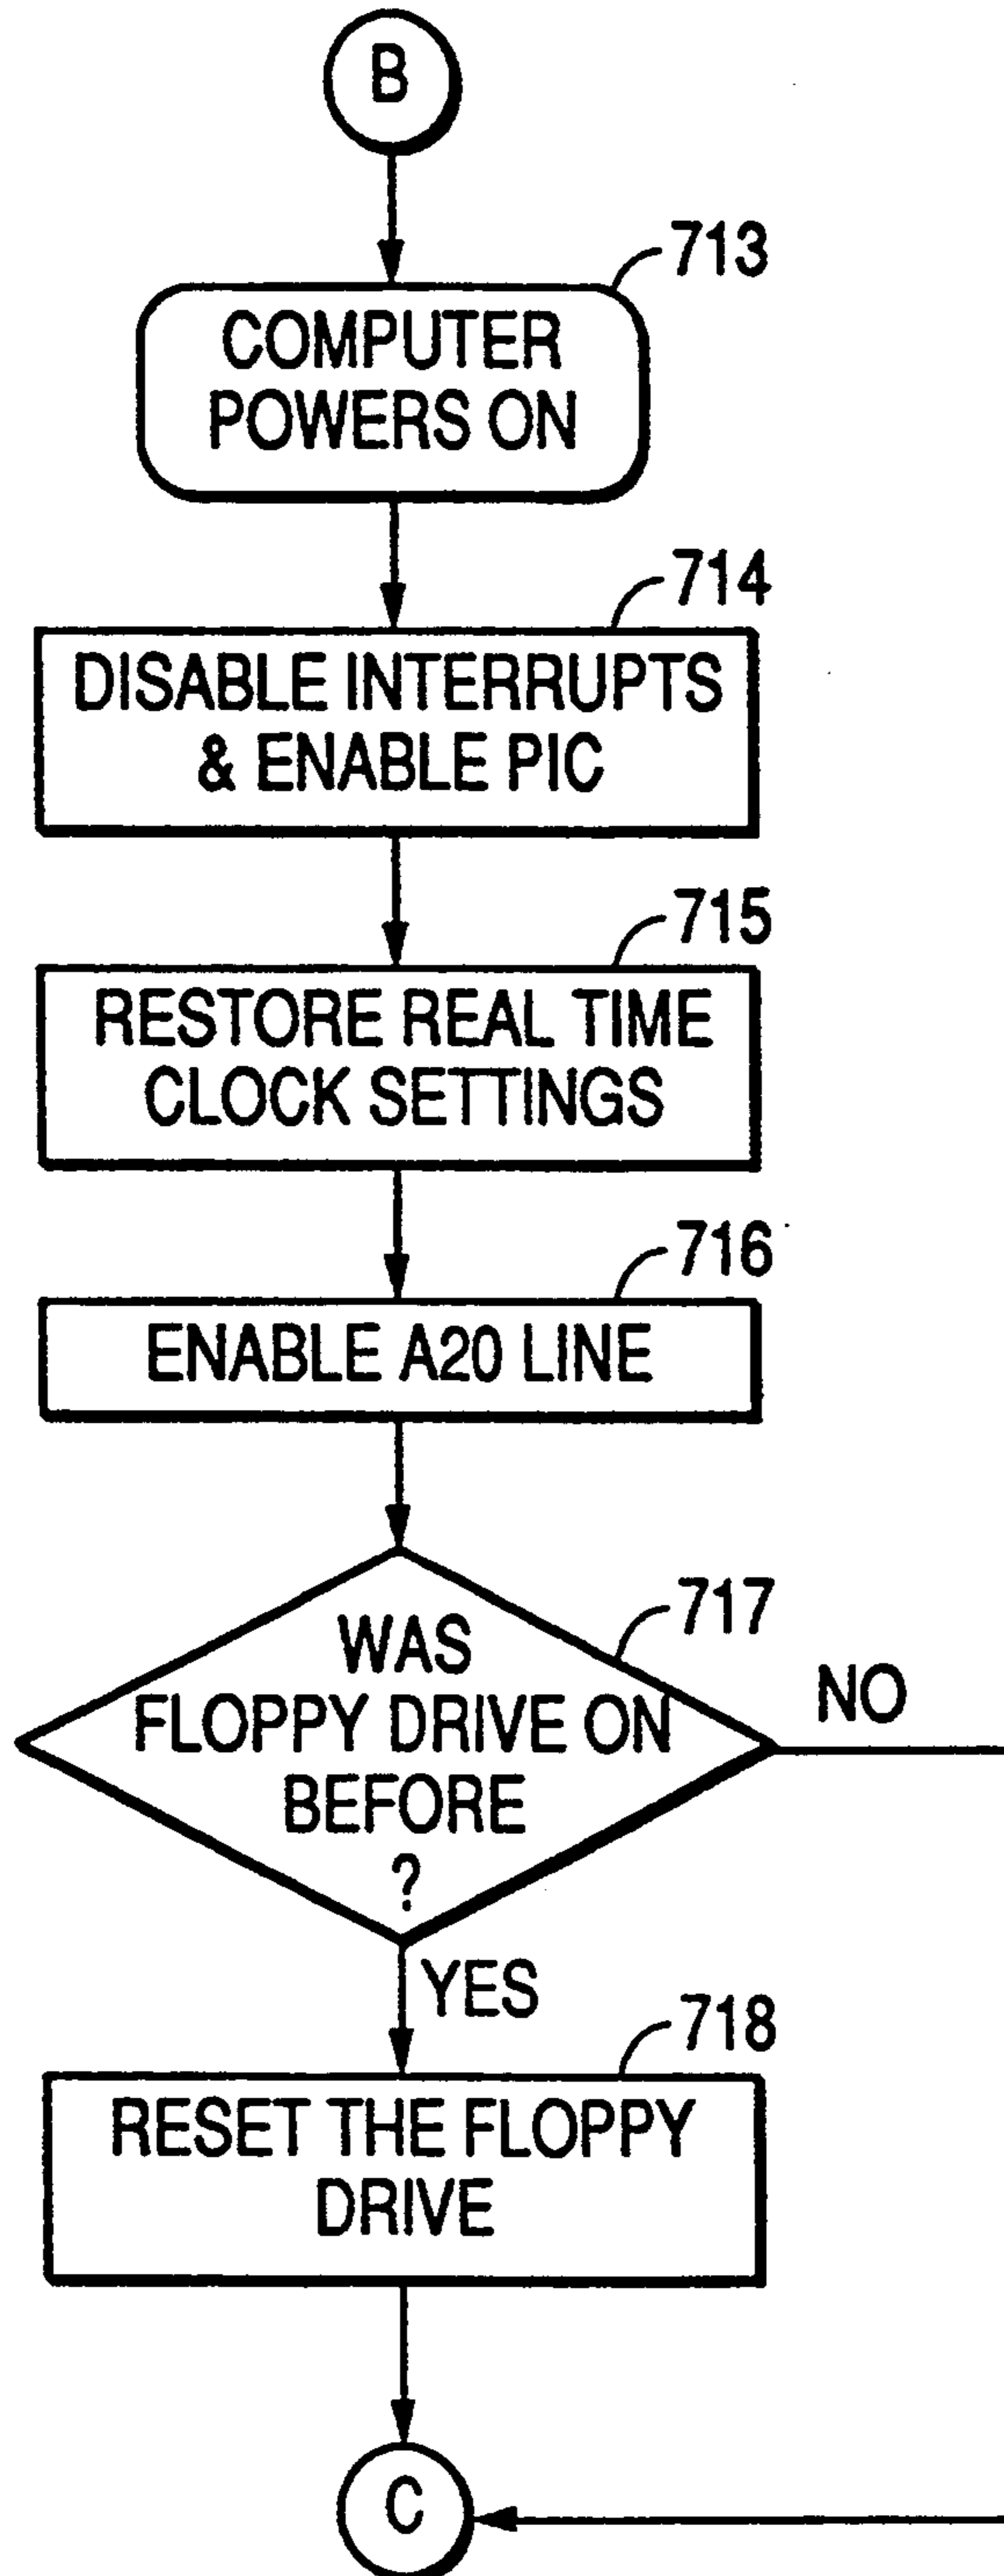 B
713
COMPUTER
POWERS ON
714
DISABLE INTERRUPTS
& ENABLE PIC
715
RESTORE REAL TIME
CLOCK SETTINGS
716
ENABLE A20 LINE
717
WAS
FLOPPY DRIVE ON
BEFORE
?
NO
YES
718
RESET THE FLOPPY
DRIVE
C